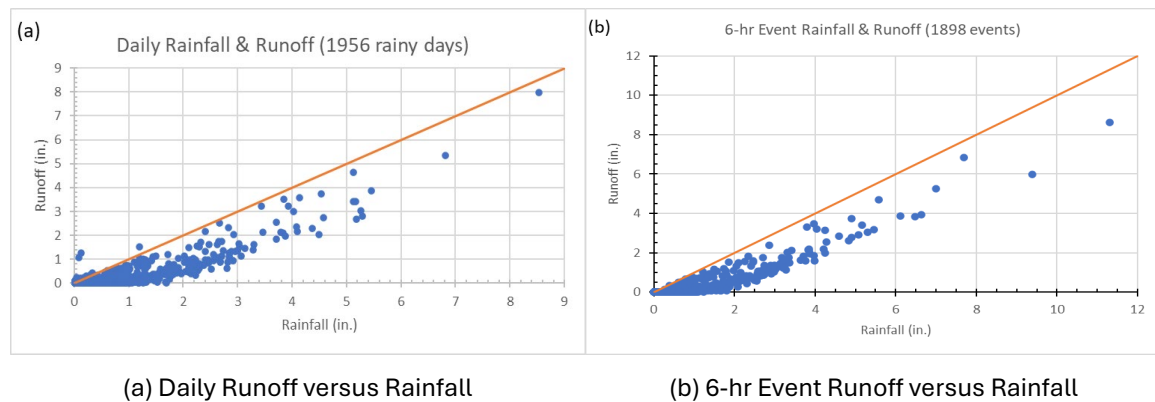 (a)
Daily Rainfall & Runoff (1956 rainy days)
9
8
7
6
5
4
3
2
1
0
Runoff (in.)
0 1 2 3 4 5 6 7 8 9
Rainfall (in.)
(b)
6-hr Event Rainfall & Runoff (1898 events)
12
10
8
6
4
2
0
Runoff (in.)
0 2 4 6 8 10 12
Rainfall (in.)
(a) Daily Runoff versus Rainfall
(b) 6-hr Event Runoff versus Rainfall